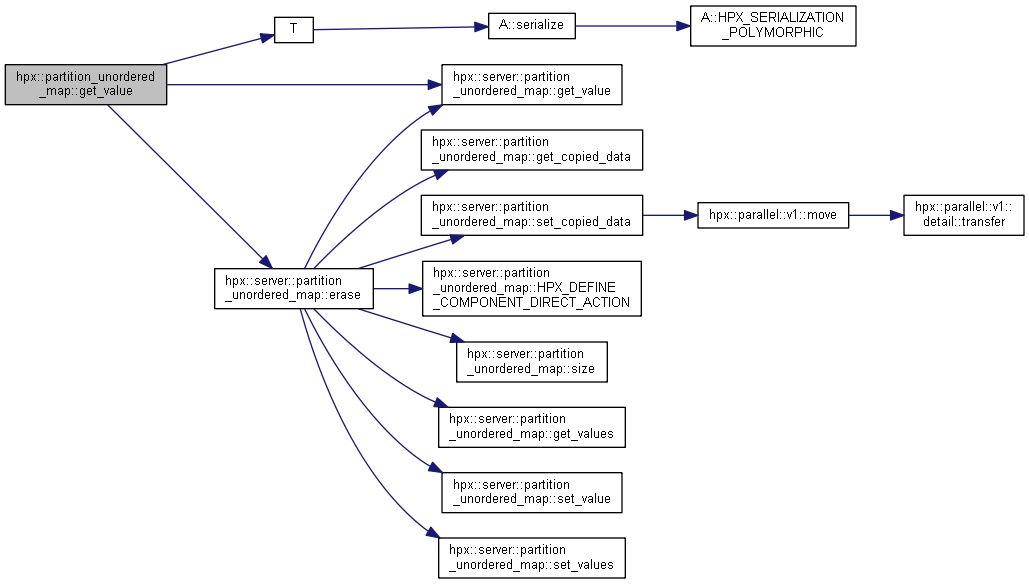 hpx::partition_unordered
_map::get_value
T
A::serialize
A::HPX_SERIALIZATION
_POLYMORPHIC
hpx::server::partition
_unordered_map::get_value
hpx::server::partition
_unordered_map::get_copied_data
hpx::server::partition
_unordered_map::set_copied_data
hpx::parallel::v1::move
hpx::parallel::v1::
detail::transfer
hpx::server::partition
_unordered_map::erase
hpx::server::partition
_unordered_map::HPX_DEFINE
_COMPONENT_DIRECT_ACTION
hpx::server::partition
_unordered_map::size
hpx::server::partition
_unordered_map::get_values
hpx::server::partition
_unordered_map::set_value
hpx::server::partition
_unordered_map::set_values